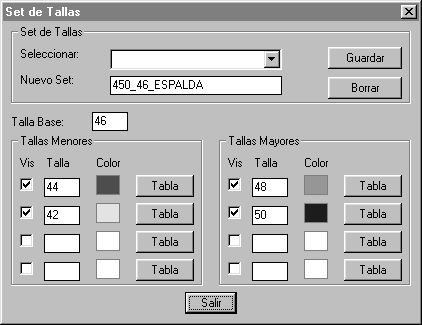 Set de Tallas
Set de Tallas
Seleccionar:
Guardar
Nuevo Set:
450_46_ESPALDA
Borrar
Talla Base:
46
Tallas Menores
Vis Talla Color
44 Tabla
42 Tabla
Tabla
Tabla
Tallas Mayores
Vis Talla Color
48 Tabla
50 Tabla
Tabla
Tabla
Salir